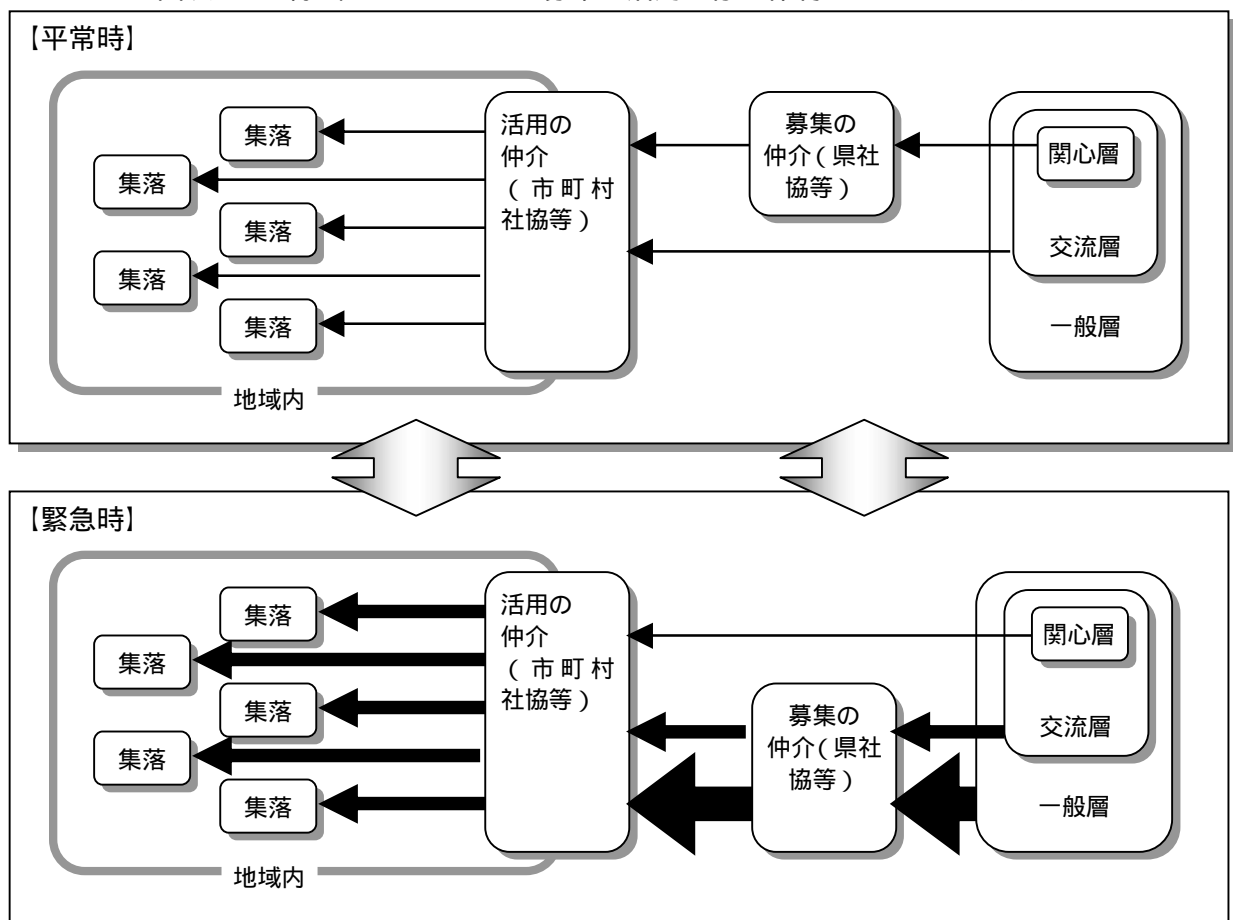 【平常時】
集落
集落
集落
集落
集落
地域内
活用の
仲介
(市町村
社協等)
募集の
仲介(県社
協等)
関心層
交流層
一般層
【緊急時】
集落
集落
集落
集落
集落
地域内
活用の
仲介
(市町村
社協等)
募集の
仲介(県社
協等)
関心層
交流層
一般層